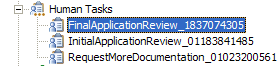 Human Tasks
FinalApplicationReview_1837074305
InitialApplicationReview_01183841485
RequestMoreDocumentation_01023200561